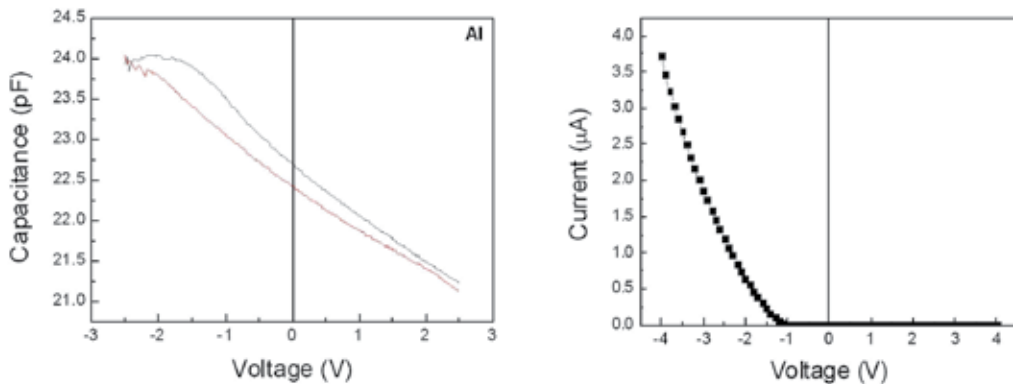 24.5
24.0
23.5
23.0
22.5
22.0
21.5
21.0
Capacitance (pF)
Al
-3 -2 -1 0 1 2 3
Voltage (V)
4.0
3.5
3.0
2.5
2.0
1.5
1.0
0.5
0.0
Current (μA)
-4 -3 -2 -1 0 1 2 3 4
Voltage (V)